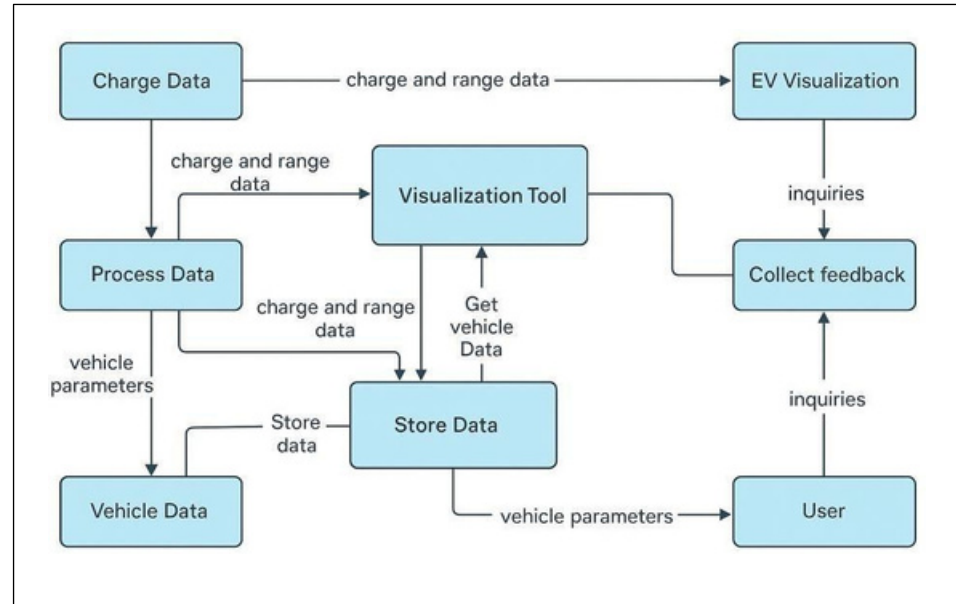 Charge Data
charge and range data
EV Visualization
charge and range
data
Visualization Tool
inquiries
Process Data
Collect feedback
charge and range
data
Get
vehicle
Data
vehicle
parameters
inquiries
Store
data
Store Data
Vehicle Data
vehicle parameters
User